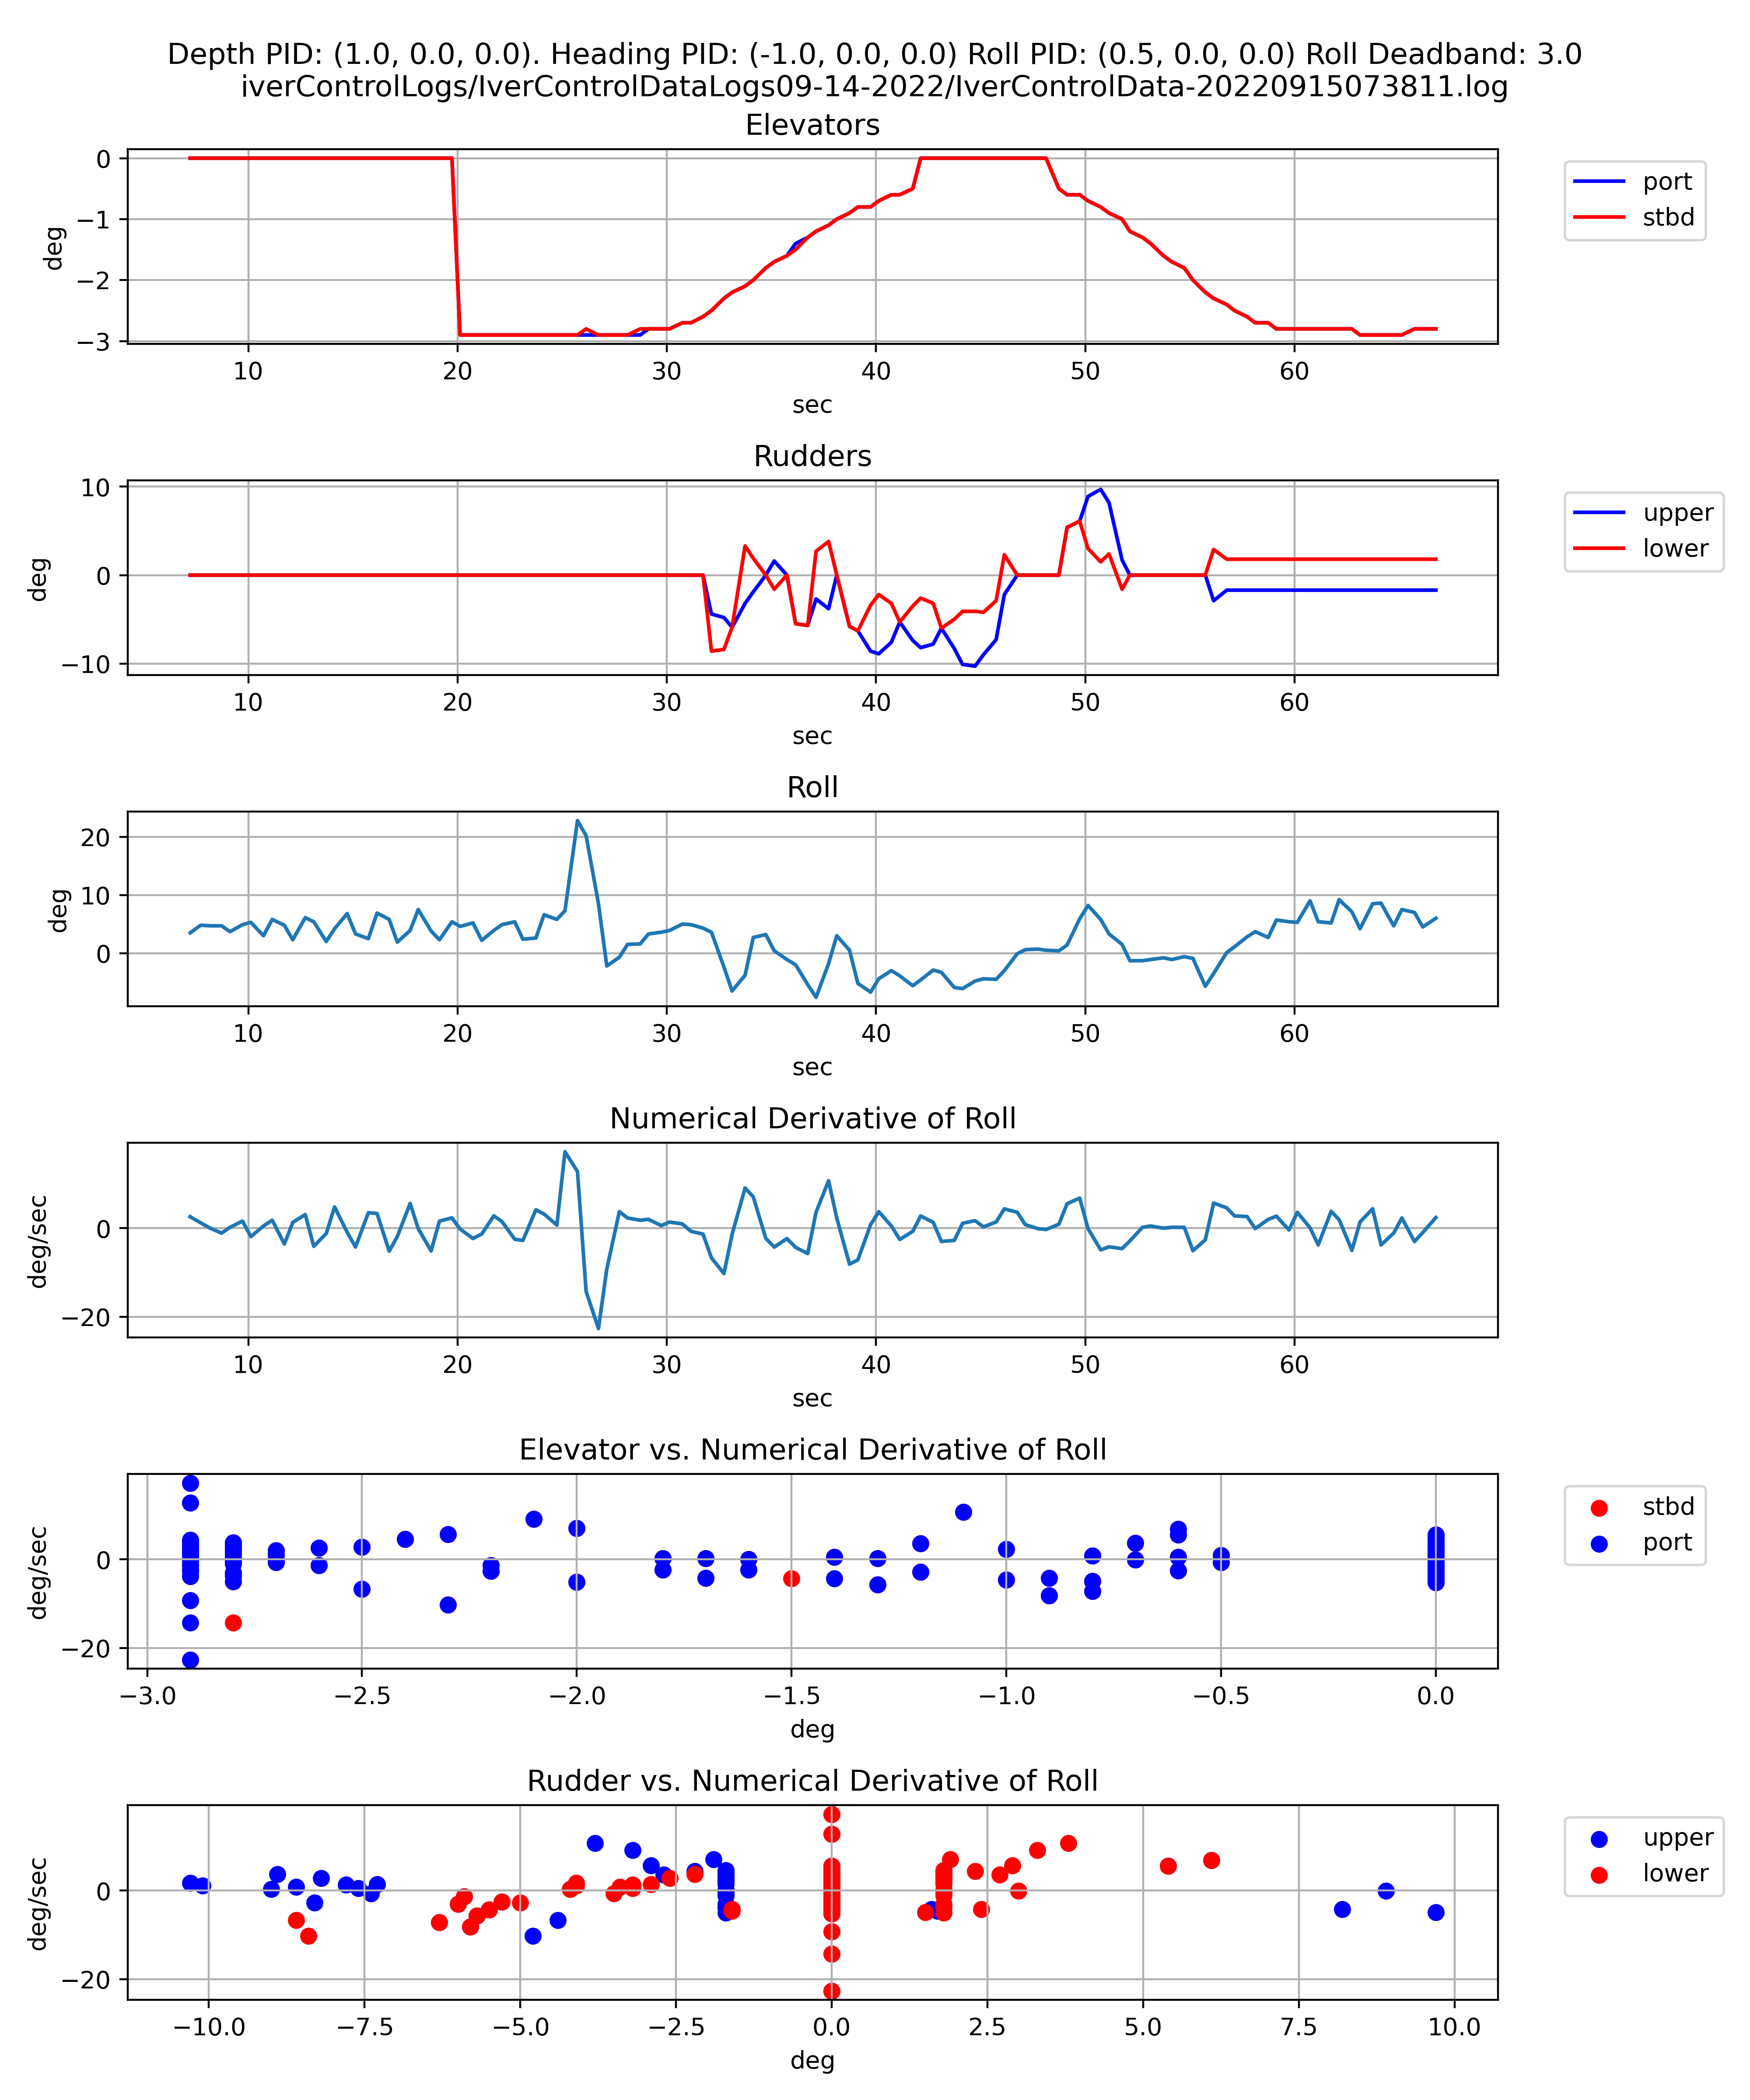 Depth PID: (1.0, 0.0, 0.0). Heading PID: (-1.0, 0.0, 0.0) Roll PID: (0.5, 0.0, 0.0) Roll Deadband: 3.0
iverControlLogs/IverControlDataLogs09-14-2022/IverControlData-20220915073811.log
Elevators
0
−1
−2
−3
deg
10 20 30 40 50 60
sec
port
stbd
Rudders
10
0
−10
deg
10 20 30 40 50 60
sec
upper
lower
Roll
20
10
0
deg
10 20 30 40 50 60
sec
Numerical Derivative of Roll
0
−20
deg/sec
10 20 30 40 50 60
sec
Elevator vs. Numerical Derivative of Roll
0
−20
deg/sec
−3.0 −2.5 −2.0 −1.5 −1.0 −0.5 0.0
deg
stbd
port
Rudder vs. Numerical Derivative of Roll
0
−20
deg/sec
−10.0 −7.5 −5.0 −2.5 0.0 2.5 5.0 7.5 10.0
deg
upper
lower